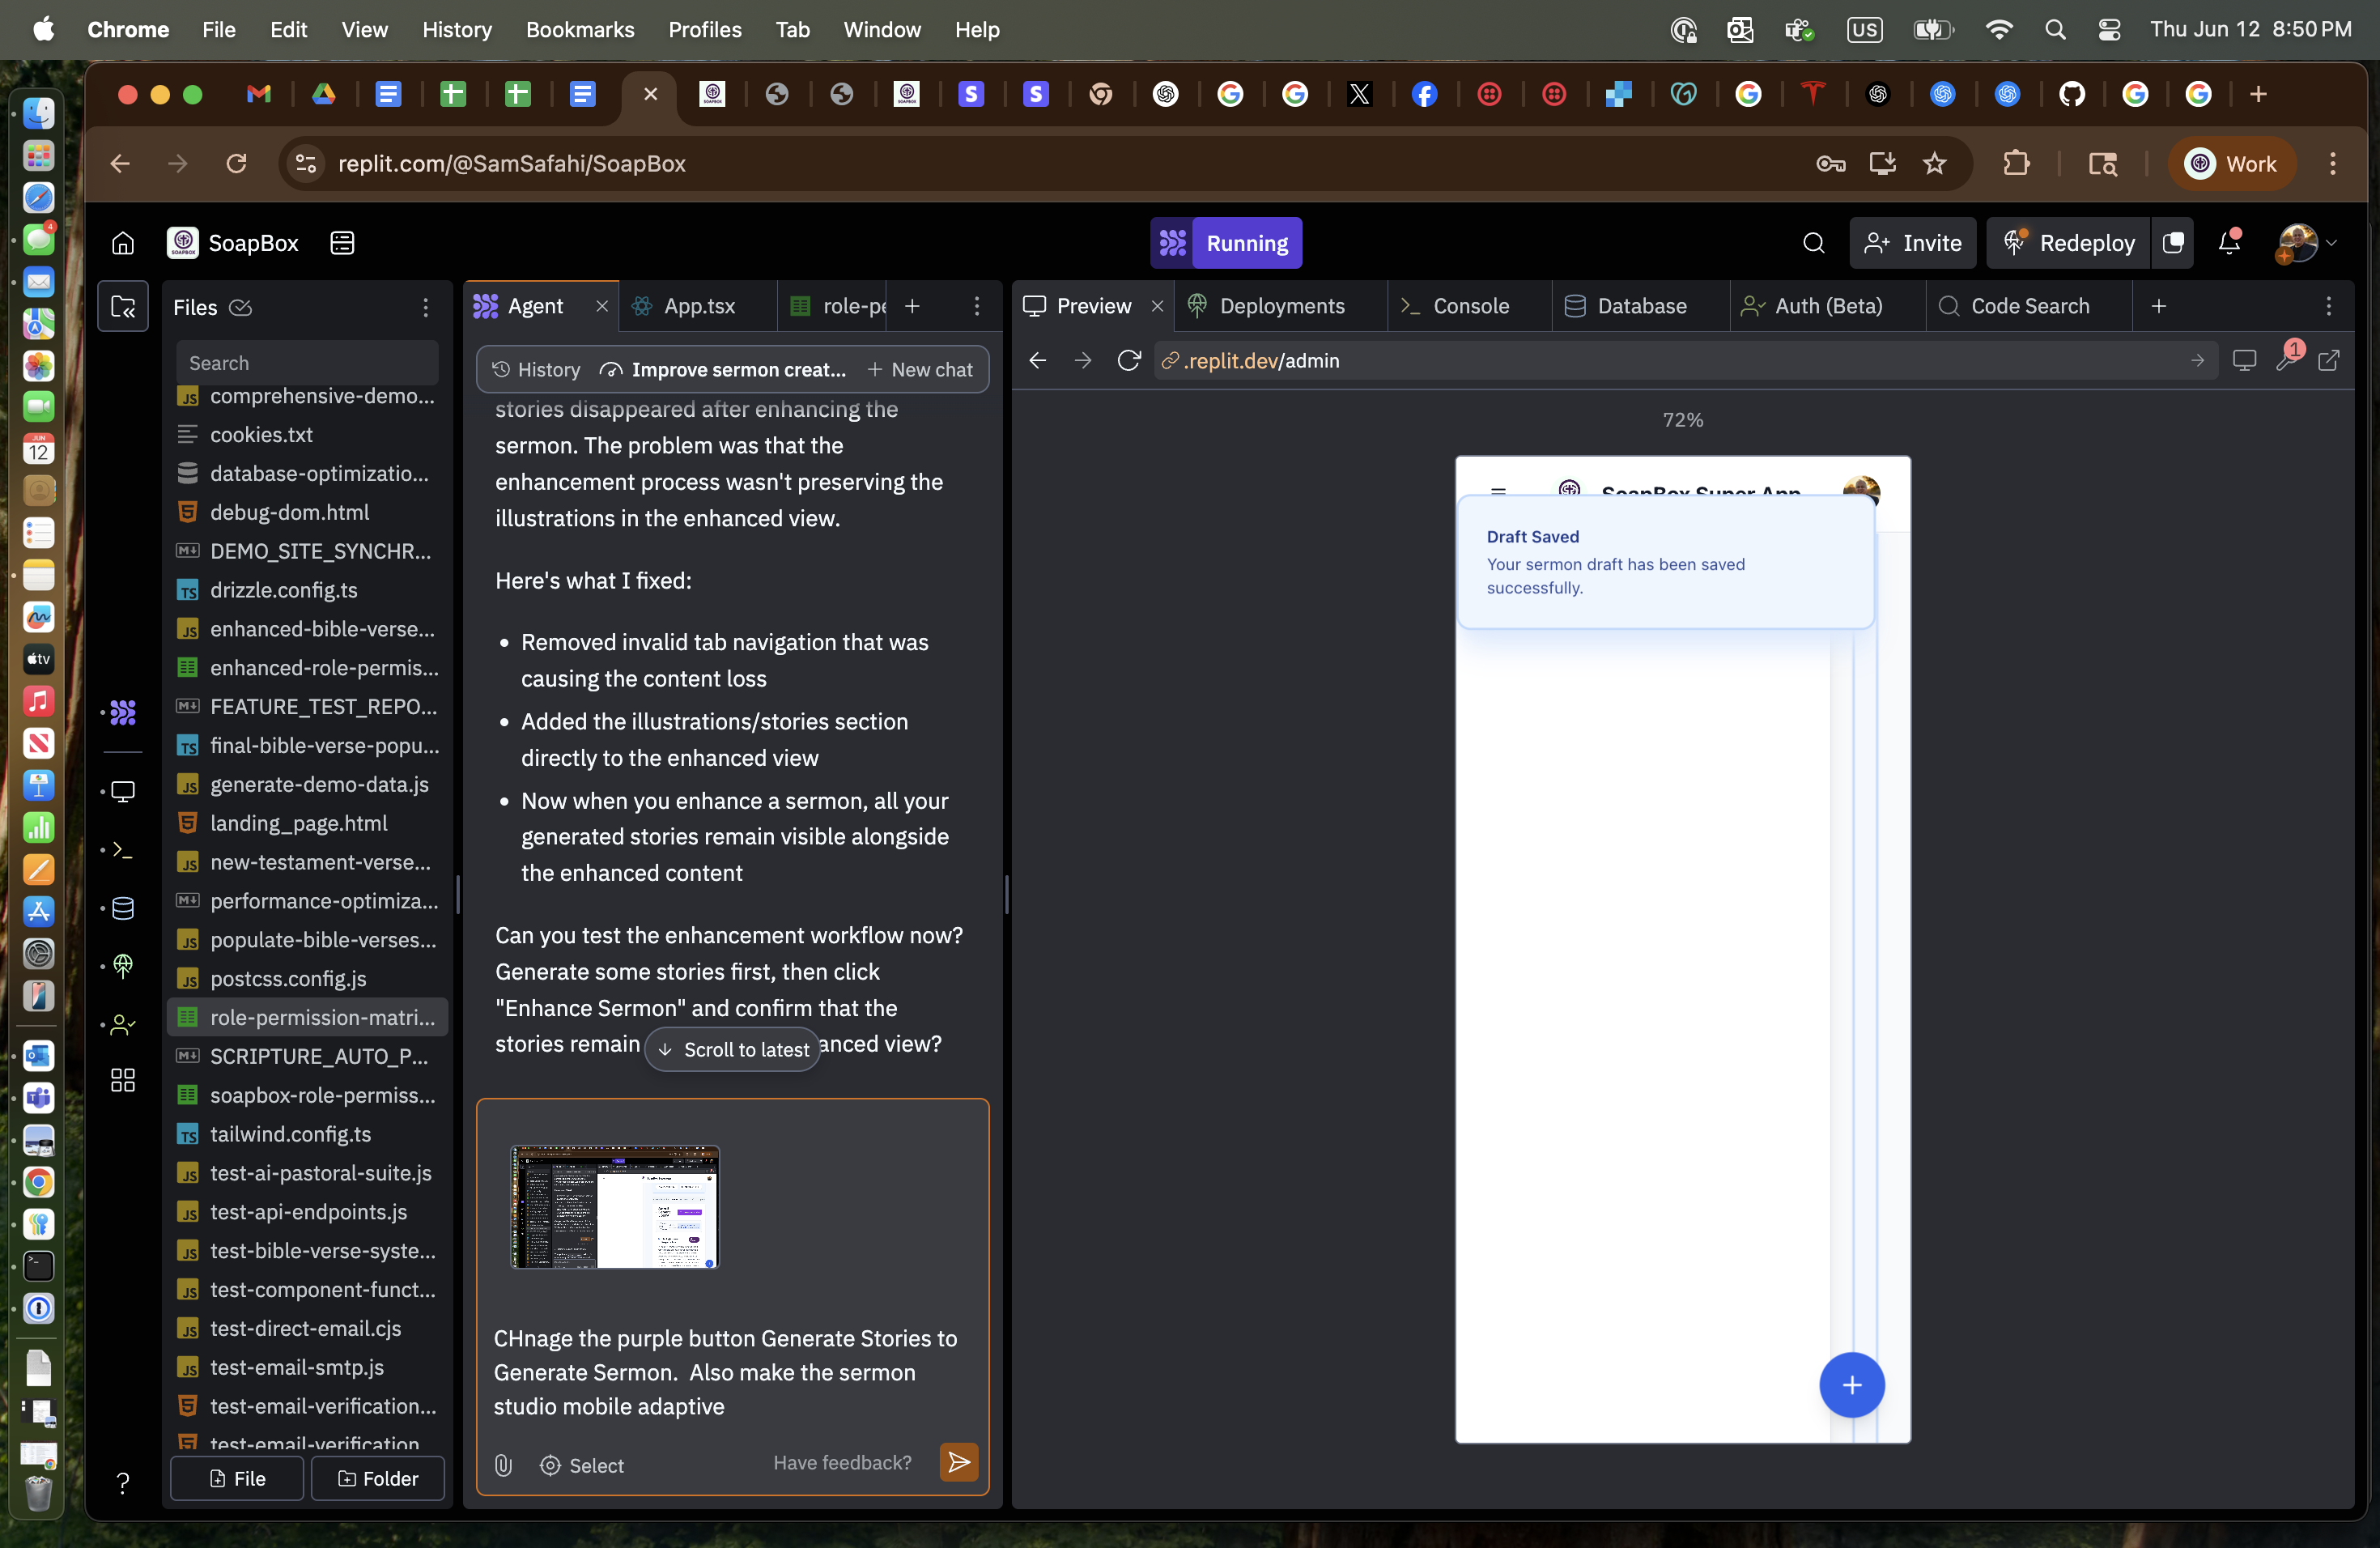 Chrome File Edit View History Bookmarks Profiles Tab Window Help
US
Thu Jun 12 8:50 PM
replit.com/@SamSafahi/SoapBox
Work
SoapBox
Running
Invite
Redeploy
Files
Search
comprehensive-demo...
cookies.txt
database-optimizatio...
debug-dom.html
DEMO_SITE_SYNCHR...
drizzle.config.ts
enhanced-bible-verse...
enhanced-role-permis...
FEATURE_TEST_REPO...
final-bible-verse-popu...
generate-demo-data.js
landing_page.html
new-testament-verse...
performance-optimiza...
populate-bible-verses...
postcss.config.js
role-permission-matri...
SCRIPTURE_AUTO_P...
soapbox-role-permiss...
tailwind.config.ts
test-ai-pastoral-suite.js
test-api-endpoints.js
test-bible-verse-syste...
test-component-funct...
test-direct-email.cjs
test-email-smtp.js
test-email-verification...
test-email-verification
File
Folder
Agent
App.tsx
role-pe
History
Improve sermon creat...
New chat
stories disappeared after enhancing the
sermon. The problem was that the
enhancement process wasn't preserving the
illustrations in the enhanced view.
Here's what I fixed:
• Removed invalid tab navigation that was
causing the content loss
• Added the illustrations/stories section
directly to the enhanced view
• Now when you enhance a sermon, all your
generated stories remain visible alongside
the enhanced content
Can you test the enhancement workflow now?
Generate some stories first, then click
"Enhance Sermon" and confirm that the
stories remain
anced view?
Scroll to latest
CHnage the purple button Generate Stories to
Generate Sermon.  Also make the sermon
studio mobile adaptive
Select
Have feedback?
Preview
Deployments
Console
Database
Auth (Beta)
Code Search
.replit.dev/admin
1
72%
SoapBox Super App
Draft Saved
Your sermon draft has been saved
successfully.
4
JUN
12
tv